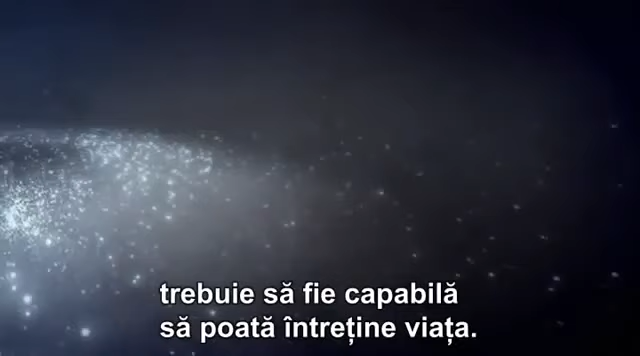 trebuie să fie capabilă
să poată întreține viața.